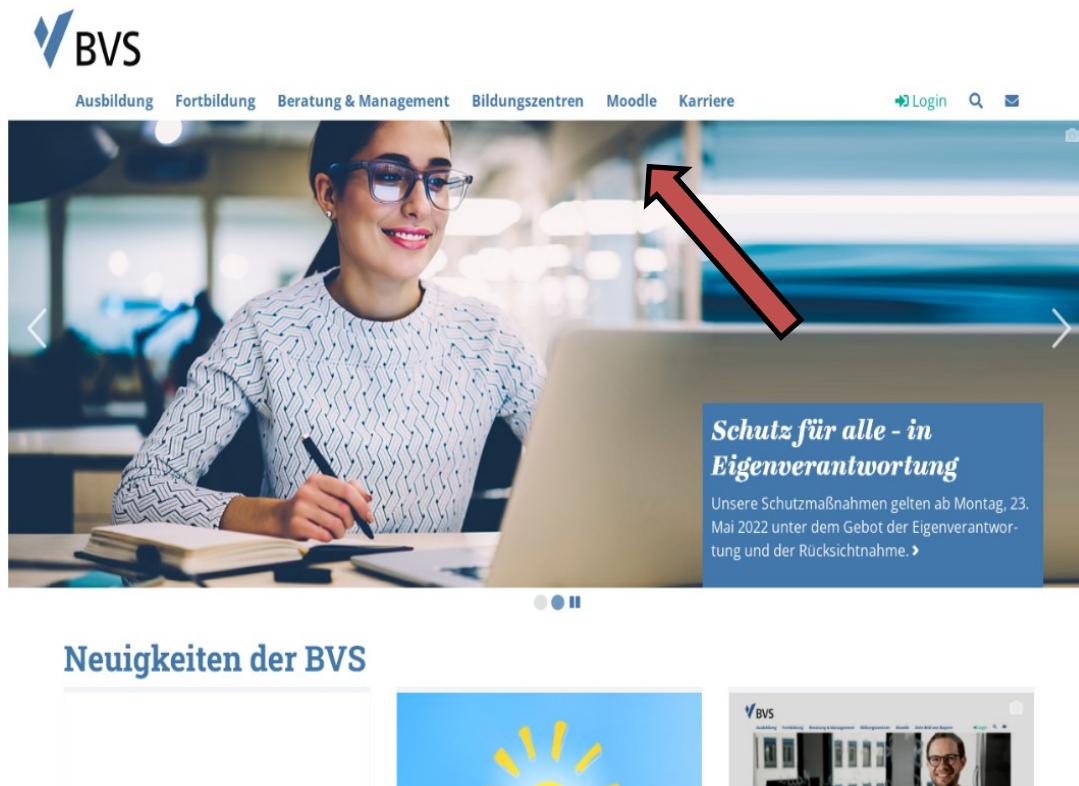 BVS
Ausbildung Fortbildung Beratung & Management Bildungszentren Moodle Karriere Login
Schutz für alle - in
Eigenverantwortung
Unsere Schutzmaßnahmen gelten ab Montag, 23.
Mai 2022 unter dem Gebot der Eigenverantwor-
tung und der Rücksichtnahme.
Neuigkeiten der BVS
BVS